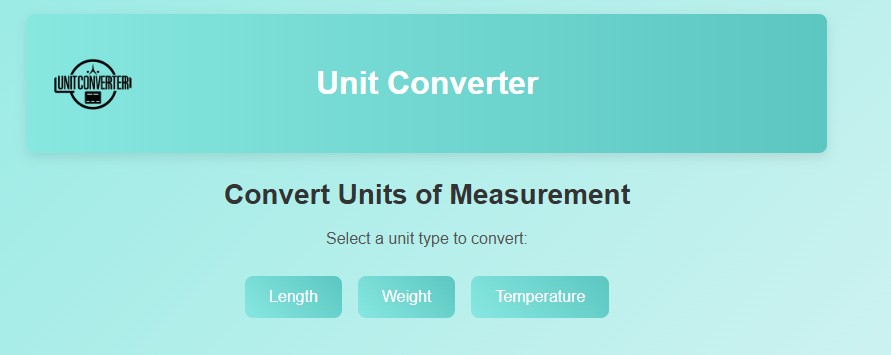 UNITCONVERTER
Unit Converter
Convert Units of Measurement
Select a unit type to convert:
Length Weight Temperature